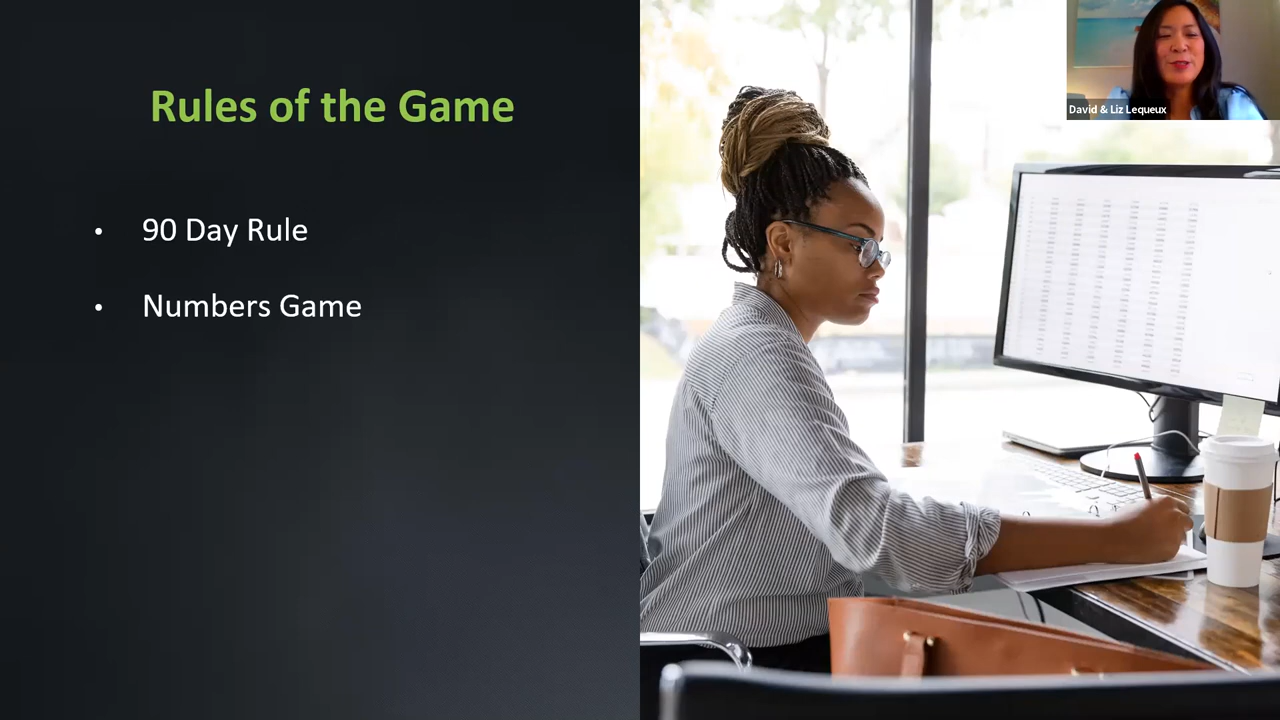 Rules of the Game
• 90 Day Rule
• Numbers Game
David & Liz Lequeux